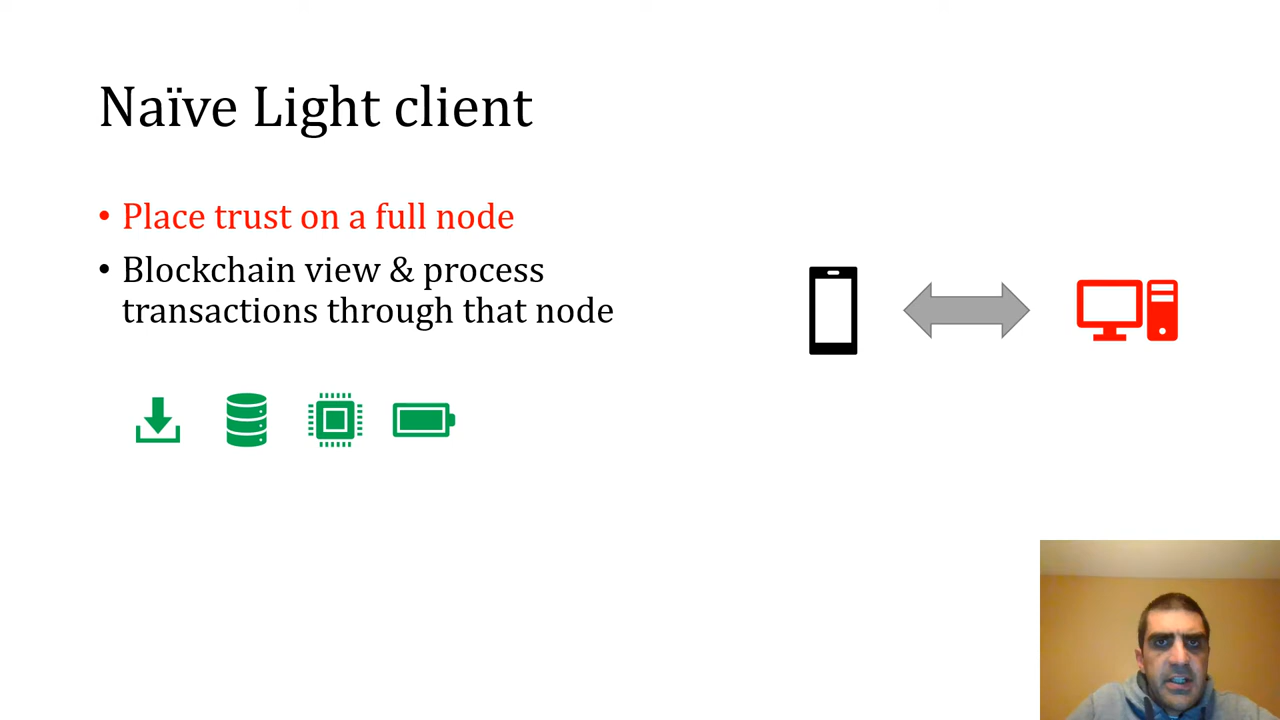 Naïve Light client
• Place trust on a full node
• Blockchain view & process
transactions through that node